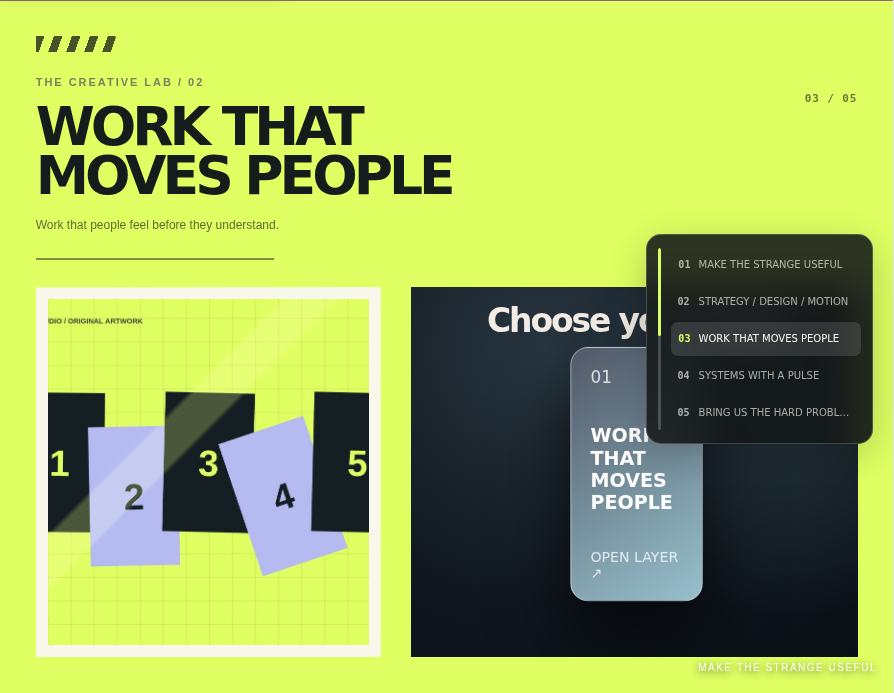 THE CREATIVE LAB / 02
03 / 05
WORK THAT
MOVES PEOPLE
Work that people feel before they understand.
01 MAKE THE STRANGE USEFUL
02 STRATEGY / DESIGN / MOTION
03 WORK THAT MOVES PEOPLE
04 SYSTEMS WITH A PULSE
05 BRING US THE HARD PROBL…
/ ORIGINAL ARTWORK
1
2
3
4
5
Choose
01
WORK
THAT
MOVES
PEOPLE
OPEN LAYER
↗
MAKE THE STRANGE USEFUL